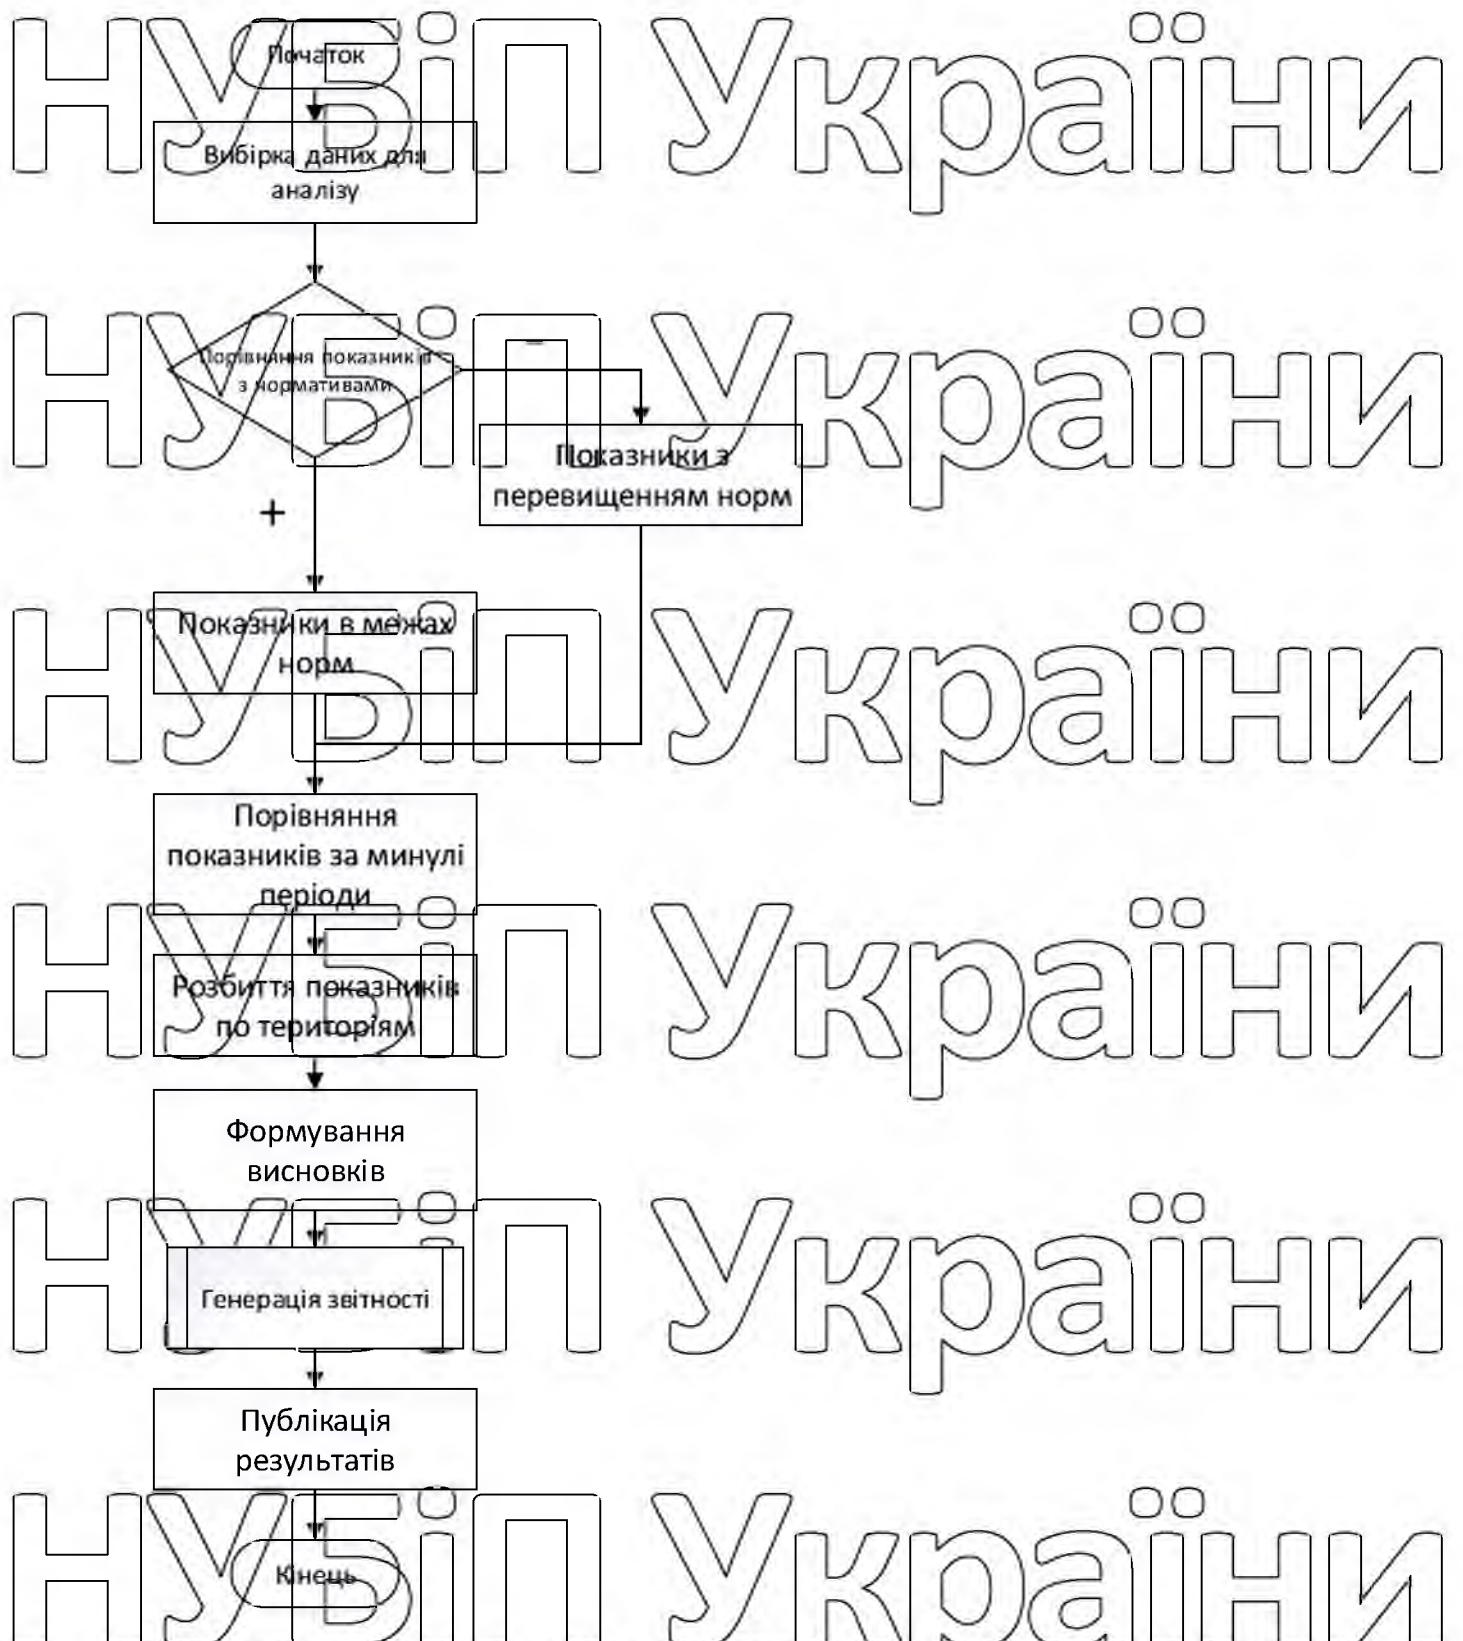 НУБіП України
Початок
Вибірка даних для
аналізу
НУБіП України
Порівняння показників
з нормативами
–
Показники з
перевищенням норм
+
НУБіП України
Показники в межах
норм
Порівняння
показників за минулі
періоди
НУБіП України
Розбиття показників
по територіям
Формування
висновків
НУБіП України
Генерація звітності
Публікація
результатів
НУБіП України
Кінець